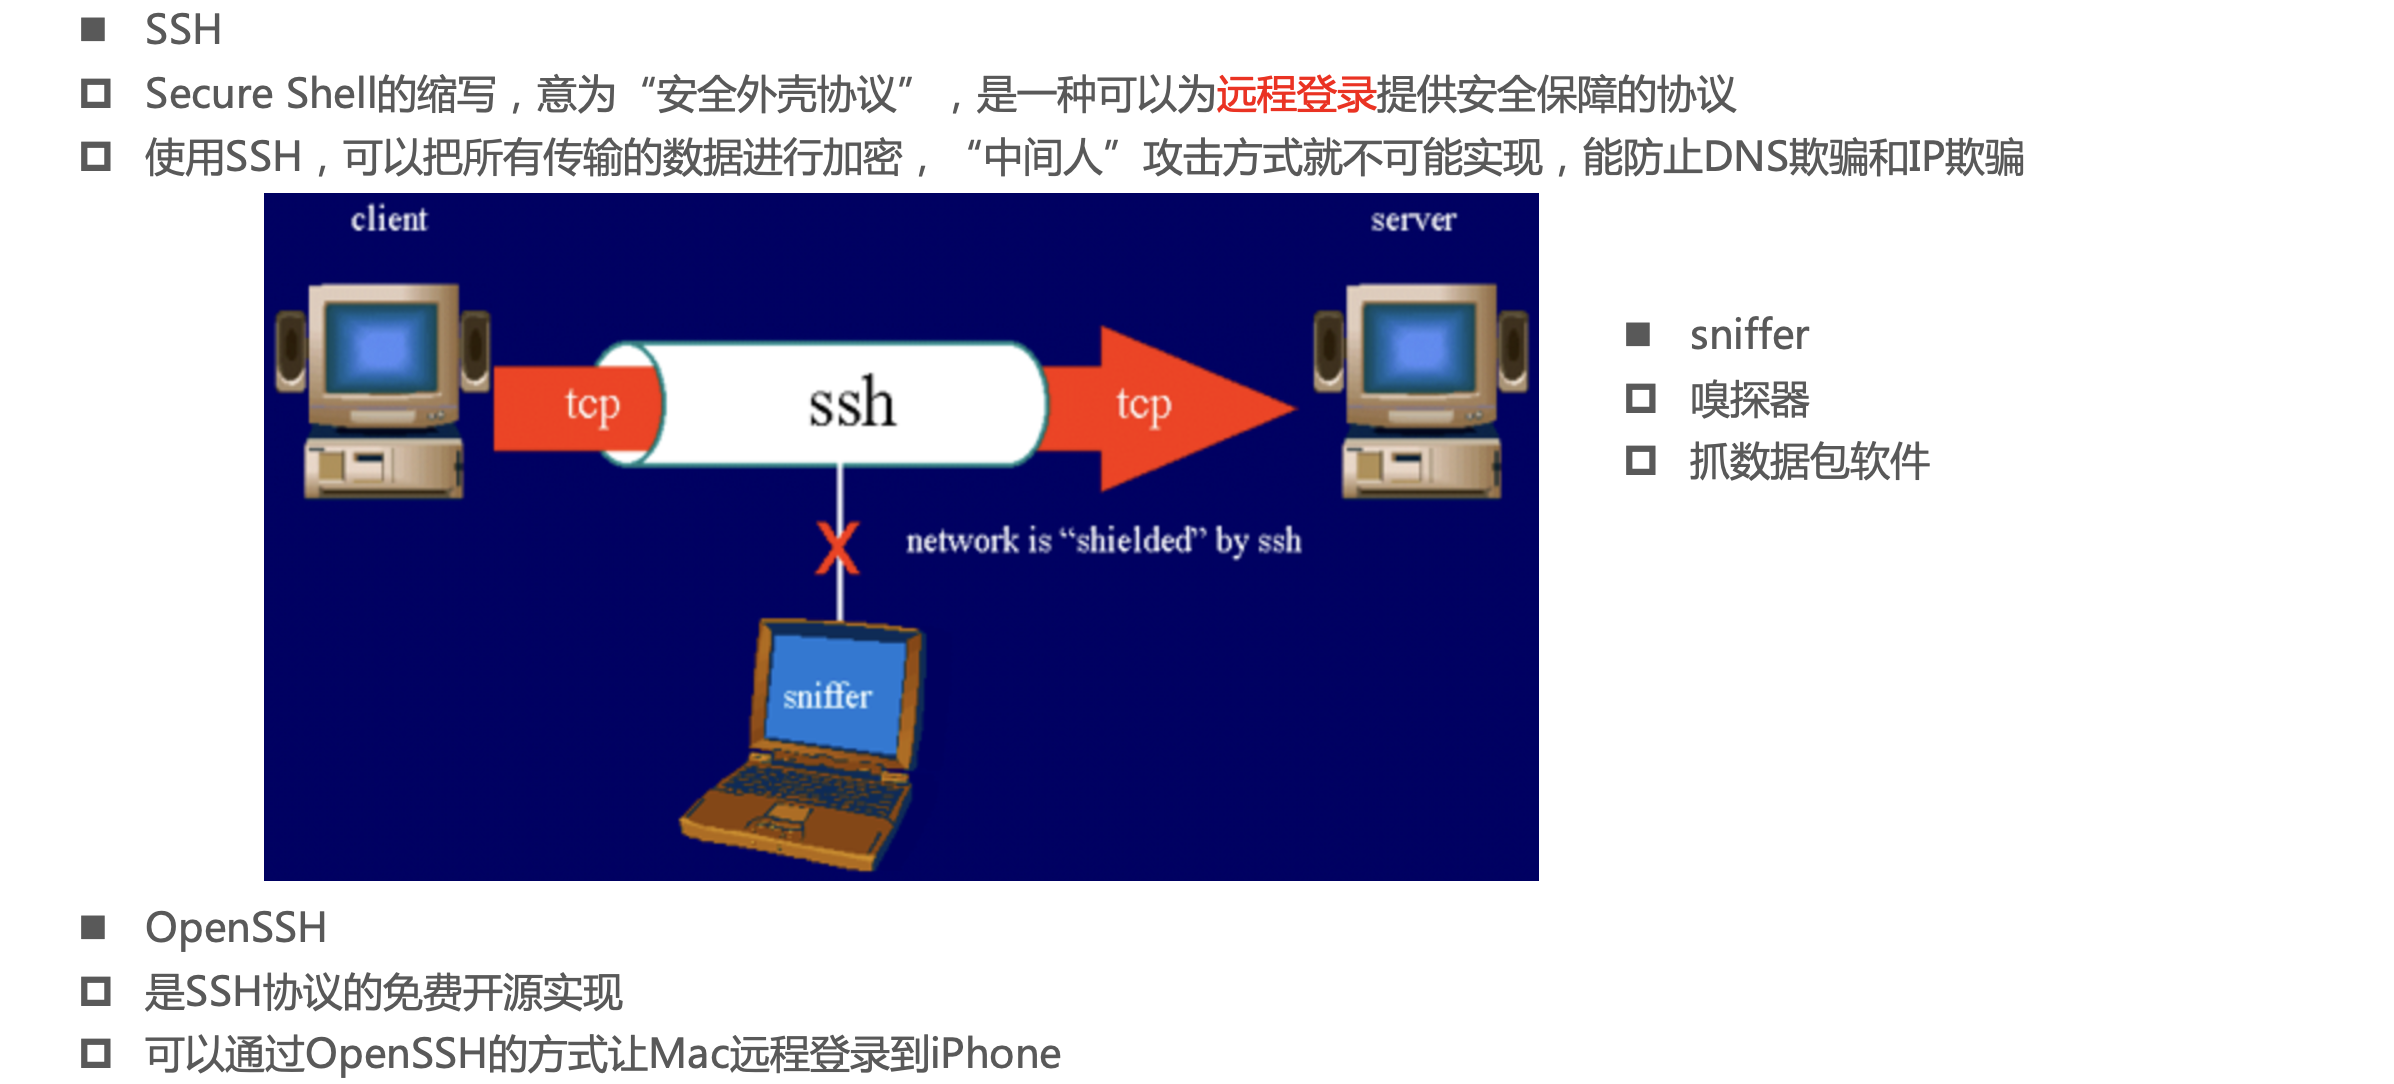 SSH
Secure Shell的缩写，意为“安全外壳协议”，是一种可以为远程登录提供安全保障的协议
使用SSH，可以把所有传输的数据进行加密，“中间人”攻击方式就不可能实现，能防止DNS欺骗和IP欺骗
client
server
tcp
ssh
tcp
network is “shielded” by ssh
sniffer
sniffer
嗅探器
抓数据包软件
OpenSSH
是SSH协议的免费开源实现
可以通过OpenSSH的方式让Mac远程登录到iPhone